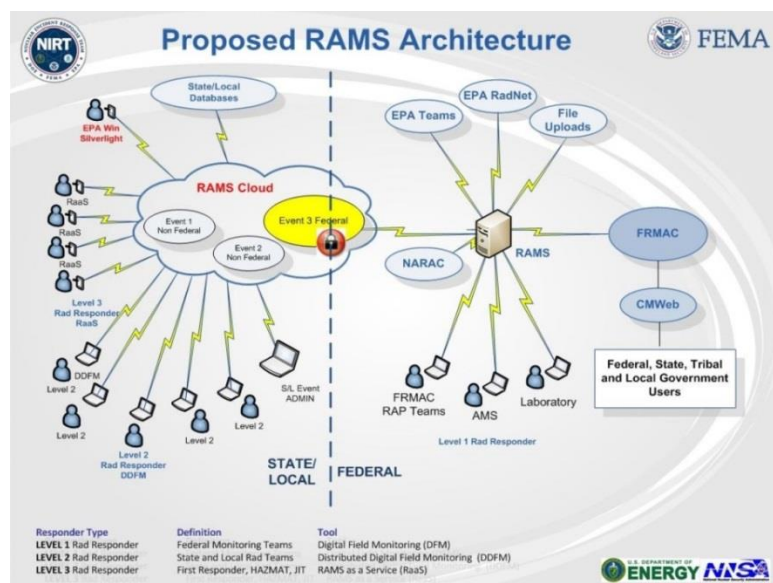 NIRT
Proposed RAMS Architecture
FEMA
State/Local
Databases
EPA Win
Silverlight
EPA Teams
EPA RadNet
File
Uploads
RAMS Cloud
RaaS
RaaS
RaaS
Event 1
Non Federal
Event 2
Non Federal
Event 3 Federal
NARAC
RAMS
FRMAC
CMWeb
Federal, State, Tribal
and Local Government
Users
Level 3
Rad Responder
RaaS
DDFM
Level 2
Level 2
Level 2
Rad Responder
DDFM
Level 2
Level 2
S/L Event
ADMIN
FRMAC
RAP Teams
AMS
Laboratory
Level 1 Rad Responder
STATE/
LOCAL
FEDERAL
Responder Type Definition Tool
LEVEL 1 Rad Responder Federal Monitoring Teams Digital Field Monitoring (DFM)
LEVEL 2 Rad Responder State and Local Rad Teams Distributed Digital Field Monitoring (DDFM)
LEVEL 3 Rad Responder First Responder, HAZMAT, JIT RAMS as a Service (RaaS)
U.S. DEPARTMENT OF
ENERGY
NNSA